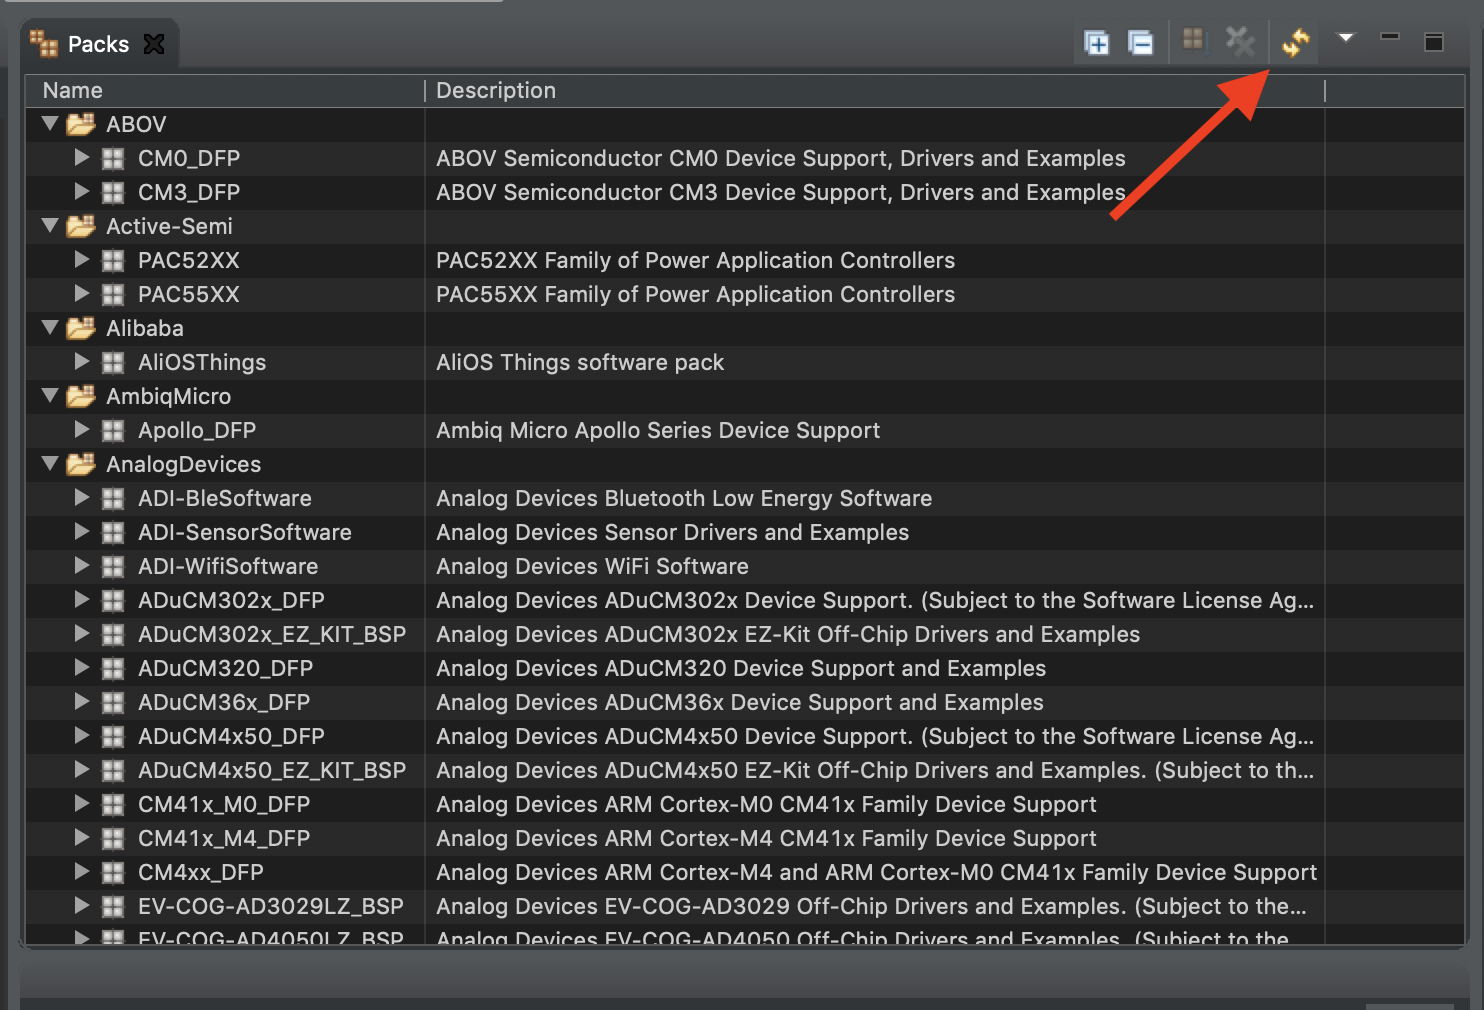 Packs
Name Description
ABOV
CM0_DFP ABOV Semiconductor CM0 Device Support, Drivers and Examples
CM3_DFP ABOV Semiconductor CM3 Device Support, Drivers and Examples
Active-Semi
PAC52XX PAC52XX Family of Power Application Controllers
PAC55XX PAC55XX Family of Power Application Controllers
Alibaba
AliOSThings AliOS Things software pack
AmbiqMicro
Apollo_DFP Ambiq Micro Apollo Series Device Support
AnalogDevices
ADI-BleSoftware Analog Devices Bluetooth Low Energy Software
ADI-SensorSoftware Analog Devices Sensor Drivers and Examples
ADI-WifiSoftware Analog Devices WiFi Software
ADuCM302x_DFP Analog Devices ADuCM302x Device Support. (Subject to the Software License Ag...
ADuCM302x_EZ_KIT_BSP Analog Devices ADuCM302x EZ-Kit Off-Chip Drivers and Examples
ADuCM320_DFP Analog Devices ADuCM320 Device Support and Examples
ADuCM36x_DFP Analog Devices ADuCM36x Device Support and Examples
ADuCM4x50_DFP Analog Devices ADuCM4x50 Device Support. (Subject to the Software License Ag...
ADuCM4x50_EZ_KIT_BSP Analog Devices ADuCM4x50 EZ-Kit Off-Chip Drivers and Examples. (Subject to th...
CM41x_M0_DFP Analog Devices ARM Cortex-M0 CM41x Family Device Support
CM41x_M4_DFP Analog Devices ARM Cortex-M4 CM41x Family Device Support
CM4xx_DFP Analog Devices ARM Cortex-M4 and ARM Cortex-M0 CM41x Family Device Support
EV-COG-AD3029LZ_BSP Analog Devices EV-COG-AD3029 Off-Chip Drivers and Examples. (Subject to the...
EV-COG-AD4050LZ_BSP Analog Devices EV-COG-AD4050 Off-Chip Drivers and Examples. (Subject to the